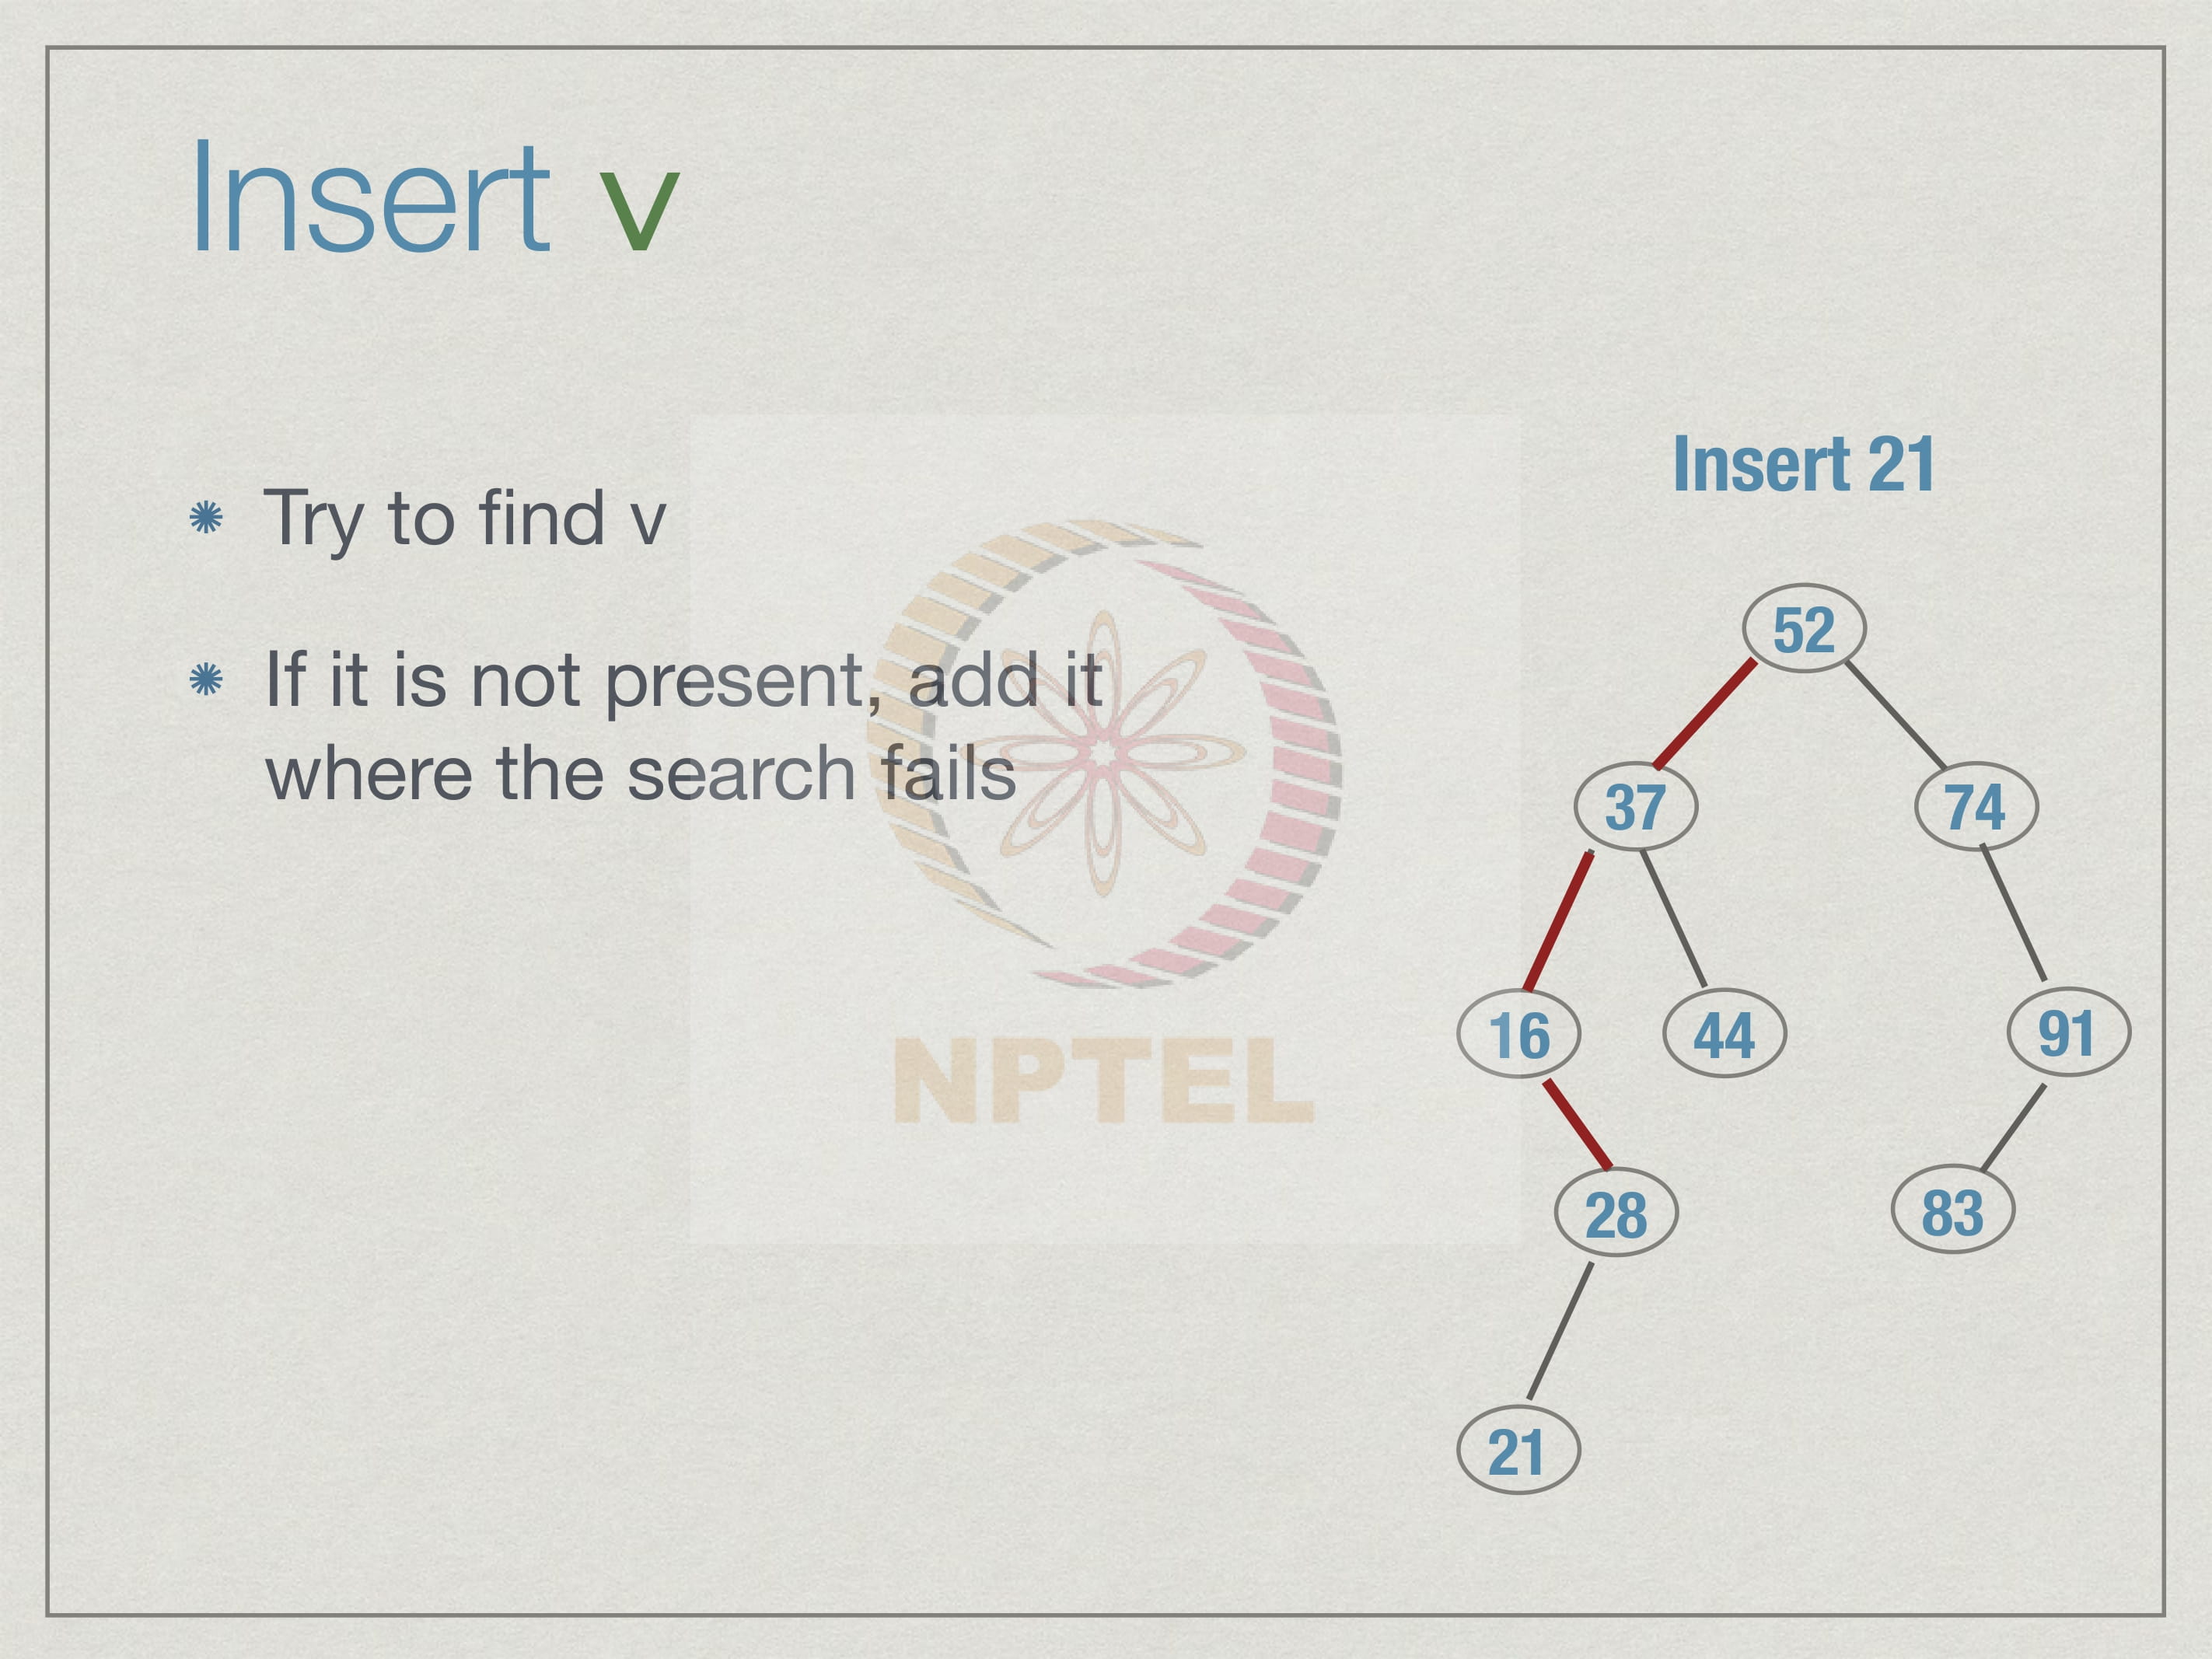 Insert v
Try to find v
If it is not present, add it
where the search fails
Insert 21
52
37
74
16
44
91
28
83
21
NPTEL